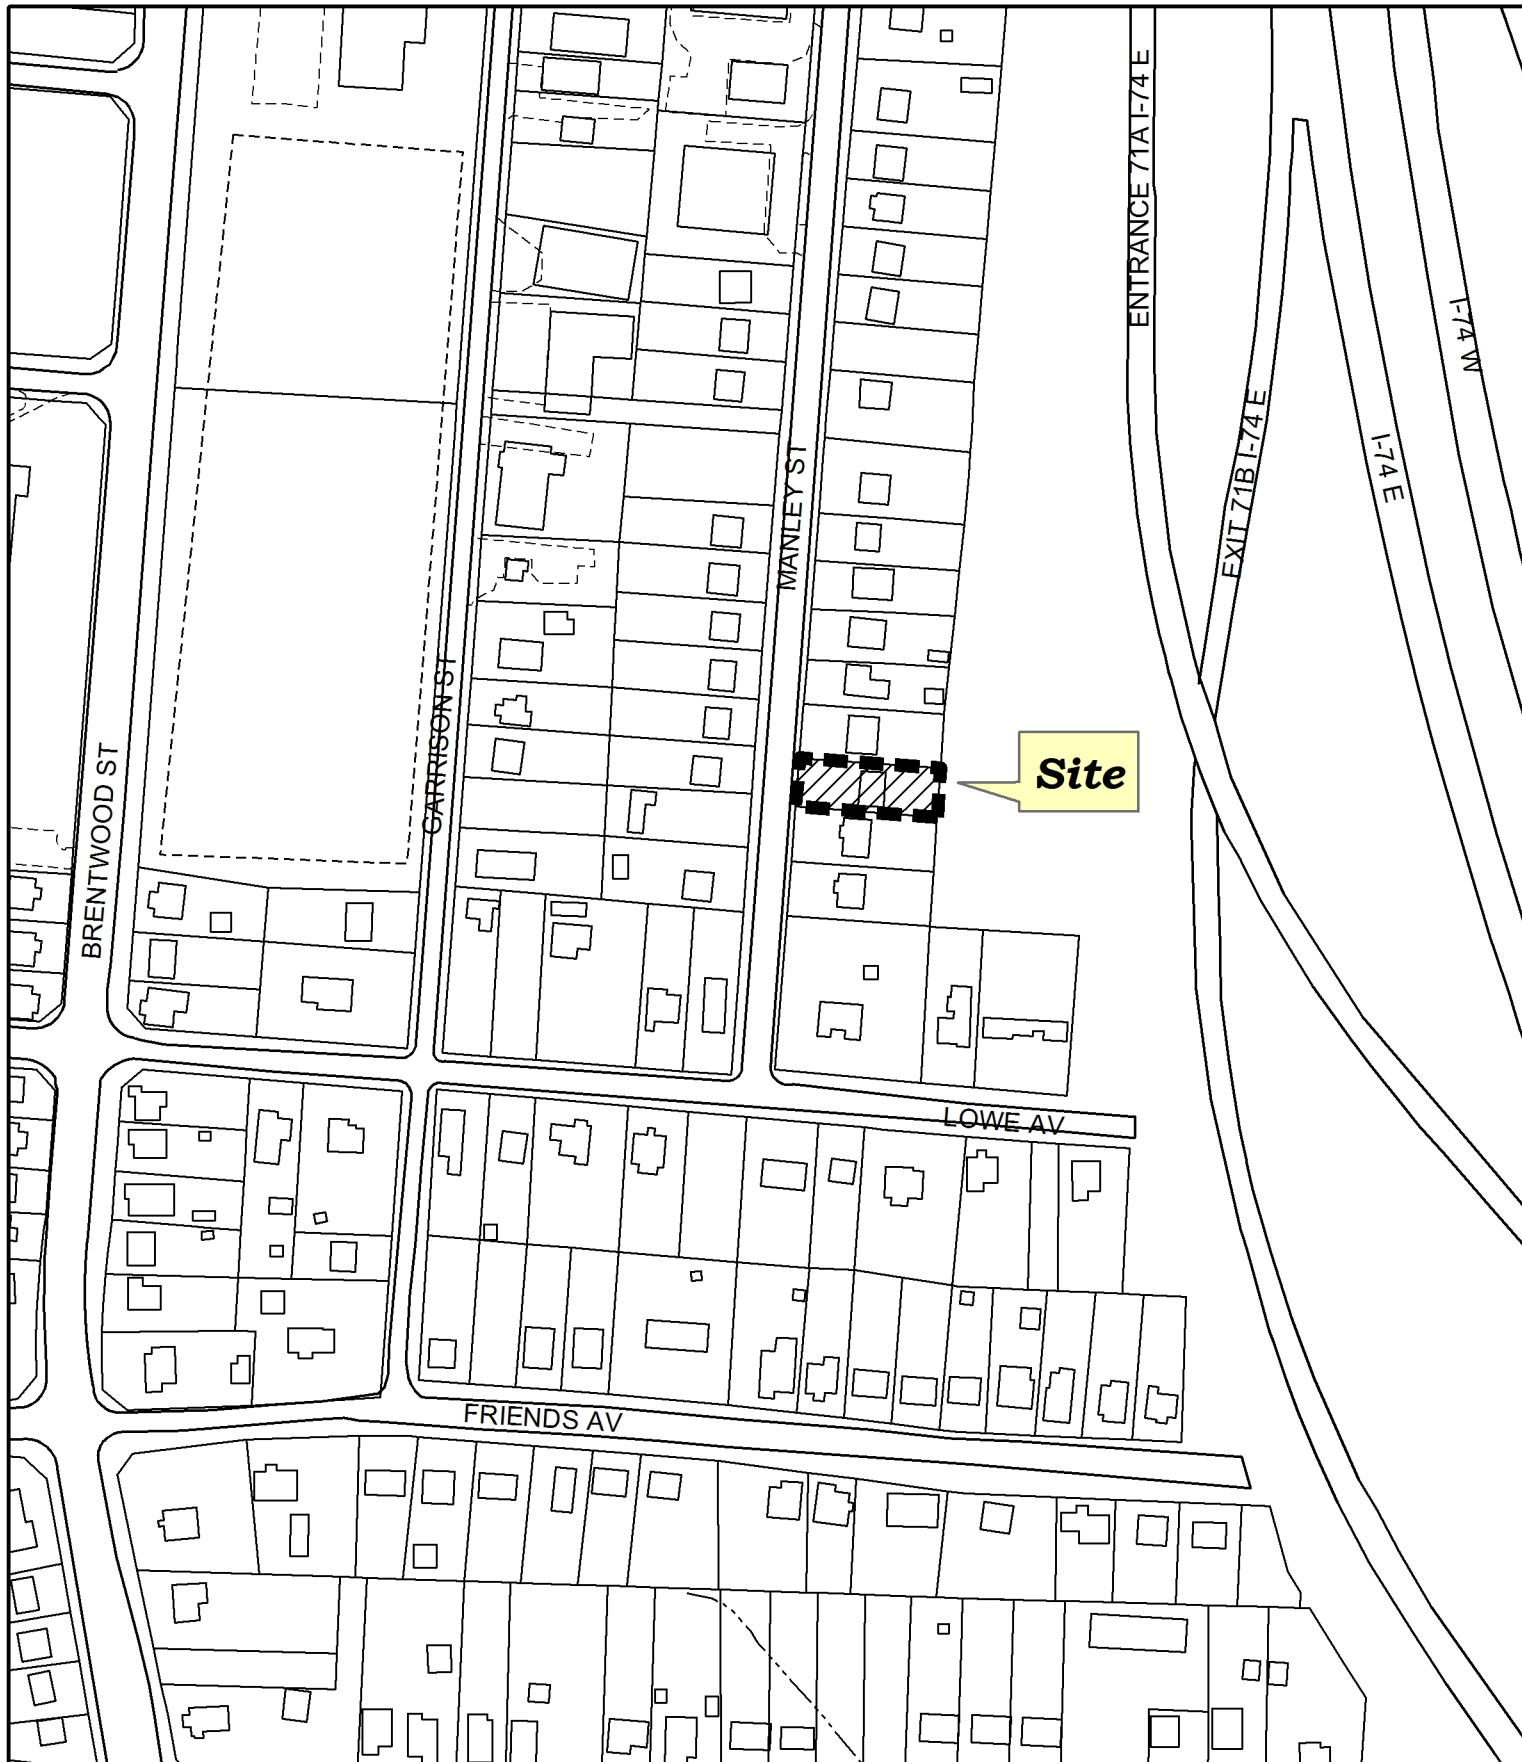 ENTRANCE 71A I-74 E
I-74 W
EXIT 71B I-74 E
I-74 E
MANLEY ST
GARRISON ST
BRENTWOOD ST
Site
LOWE AV
FRIENDS AV